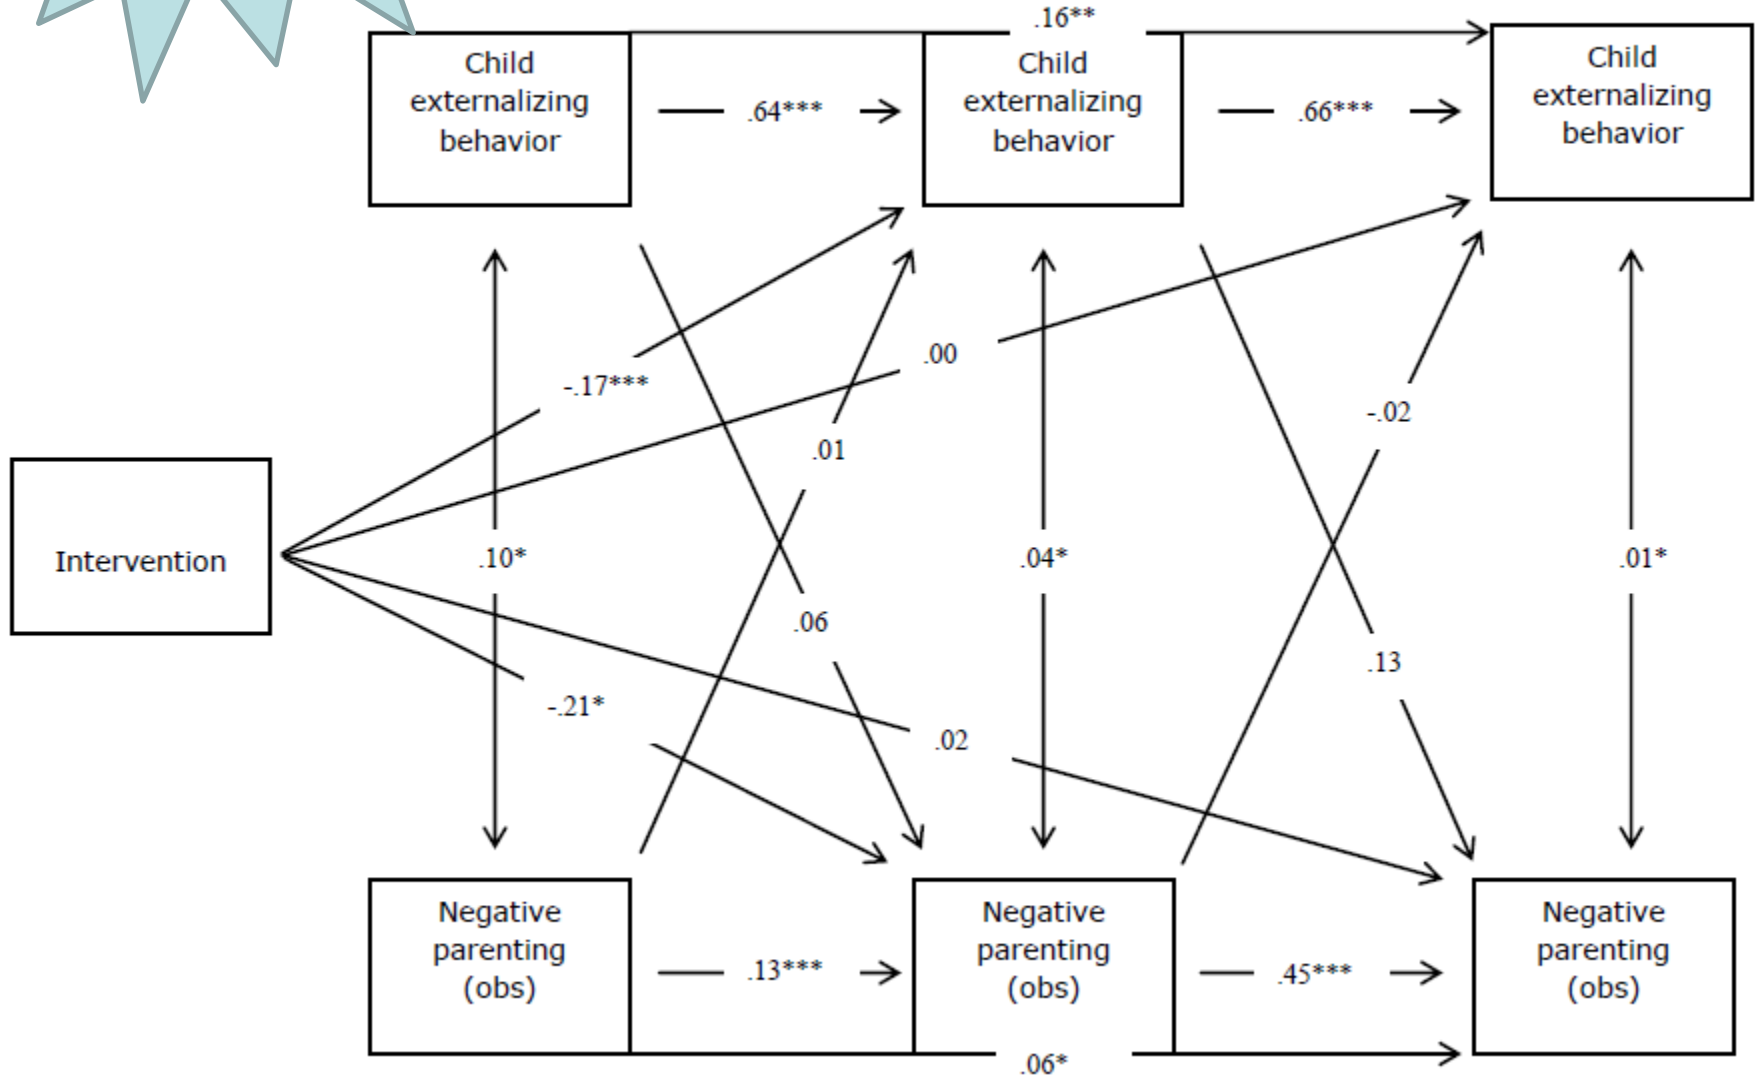 .16**
Child
externalizing
behavior
.64***
Child
externalizing
behavior
.66***
Child
externalizing
behavior
-.17***
.00
.01
-.02
Intervention
.10*
.04*
.01*
.06
.13
-.21*
.02
Negative
parenting
(obs)
.13***
Negative
parenting
(obs)
.45***
Negative
parenting
(obs)
.06*